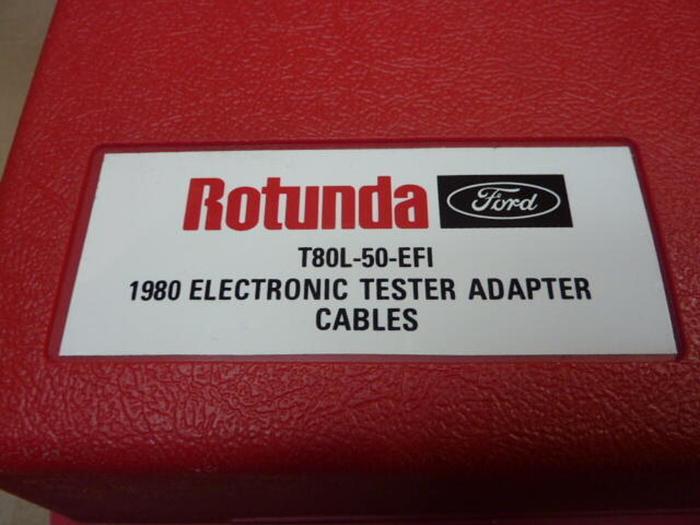 Rotunda Ford
T80L-50-EFI
1980 ELECTRONIC TESTER ADAPTER
CABLES